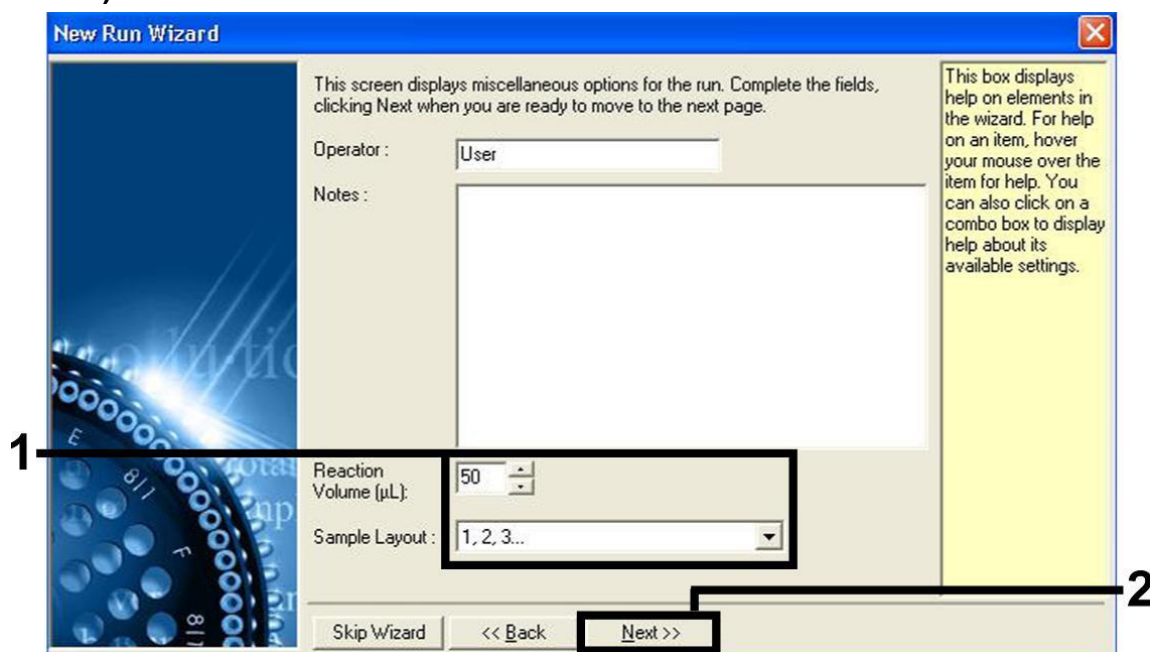 New Run Wizard
This screen displays miscellaneous options for the run. Complete the fields,
clicking Next when you are ready to move to the next page.
Operator :
User
Notes :
Reaction
Volume (µL):
50
Sample Layout :
1, 2, 3...
Skip Wizard
<< Back
Next >>
This box displays
help on elements in
the wizard. For help
on an item, hover
your mouse over the
item for help. You
can also click on a
combo box to display
help about its
available settings.
1
2
E
8/1
F
8/1